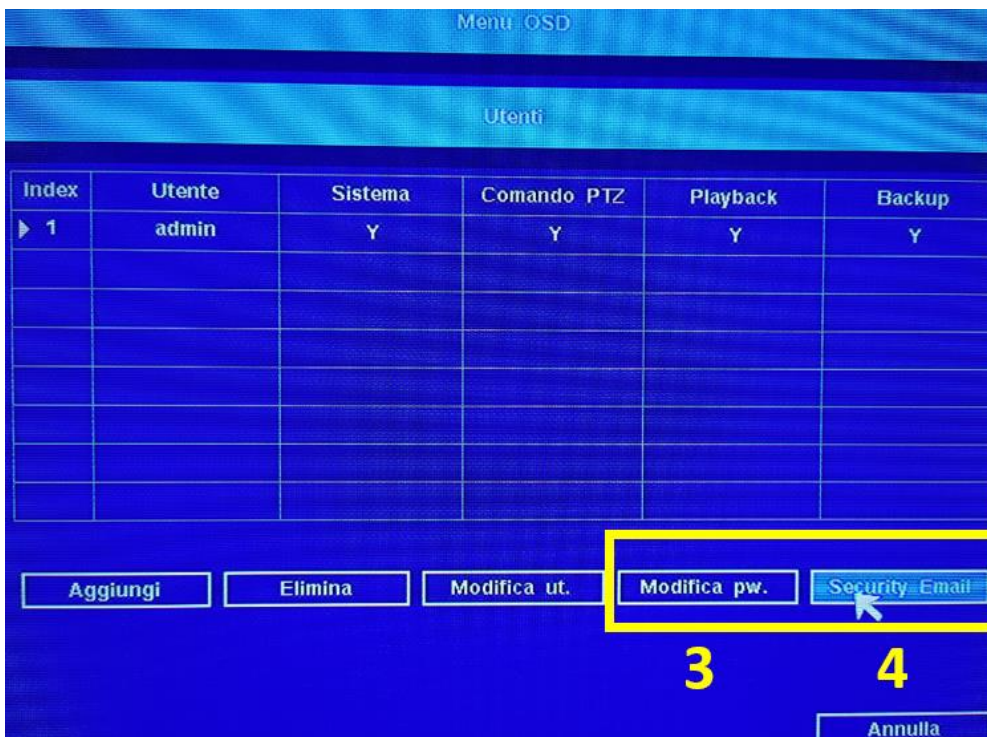 Menu OSD
Utenti
Index Utente Sistema Comando PTZ Playback Backup
1 admin Y Y Y Y
Aggiungi Elimina Modifica ut. Modifica pw. Security Email
3 4
Annulla